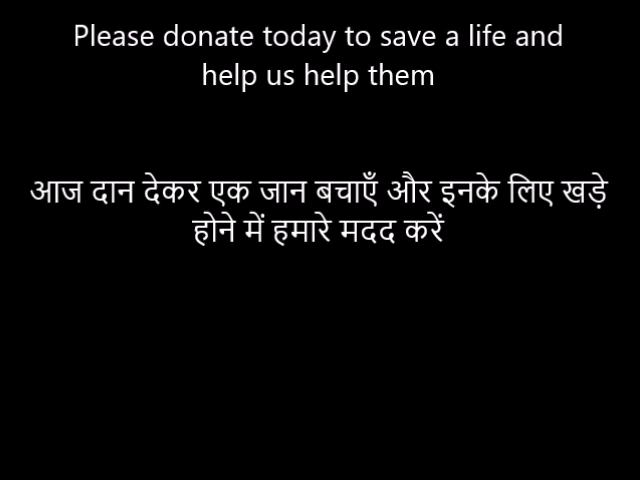 Please donate today to save a life and
help us help them
आज दान देकर एक जान बचाएँ और इनके लिए खड़े
होने में हमारे मदद करें